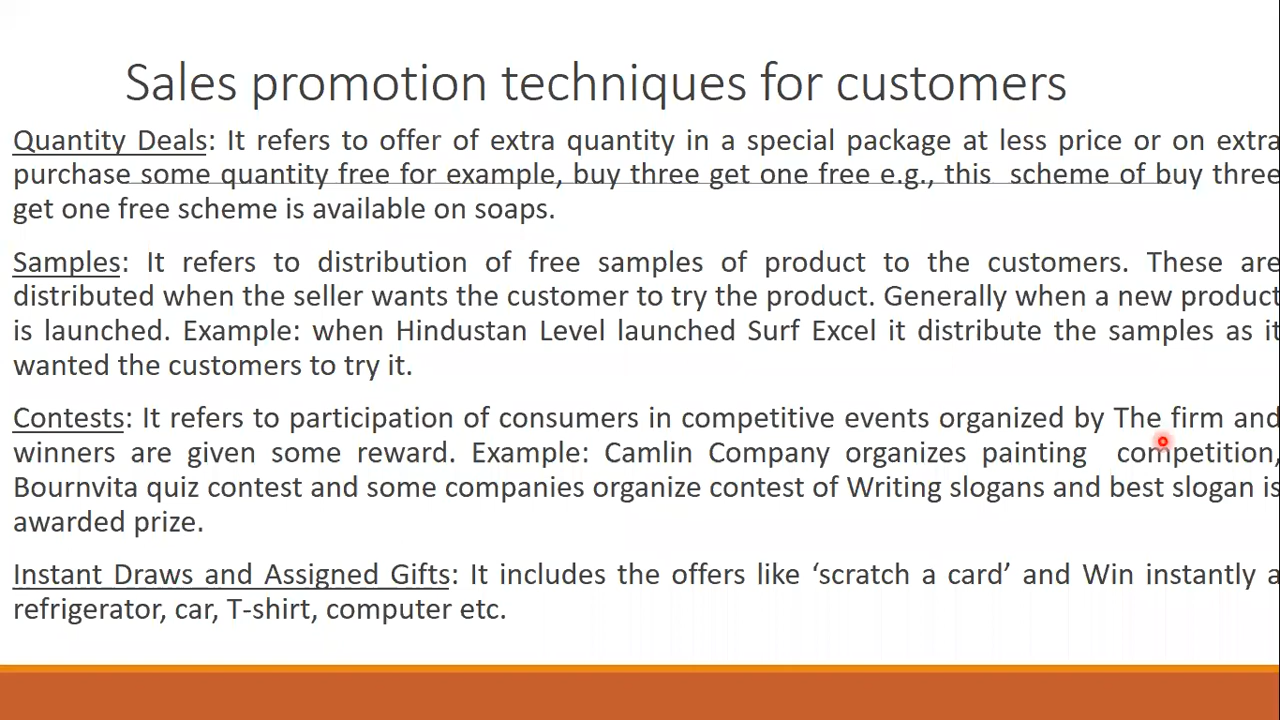 Sales promotion techniques for customers
Quantity Deals: It refers to offer of extra quantity in a special package at less price or on extra
purchase some quantity free for example, buy three get one free e.g., this scheme of buy three
get one free scheme is available on soaps.
Samples: It refers to distribution of free samples of product to the customers. These are
distributed when the seller wants the customer to try the product. Generally when a new product
is launched. Example: when Hindustan Level launched Surf Excel it distribute the samples as it
wanted the customers to try it.
Contests: It refers to participation of consumers in competitive events organized by The firm and
winners are given some reward. Example: Camlin Company organizes painting competition,
Bournvita quiz contest and some companies organize contest of Writing slogans and best slogan is
awarded prize.
Instant Draws and Assigned Gifts: It includes the offers like ‘scratch a card’ and Win instantly a
refrigerator, car, T-shirt, computer etc.